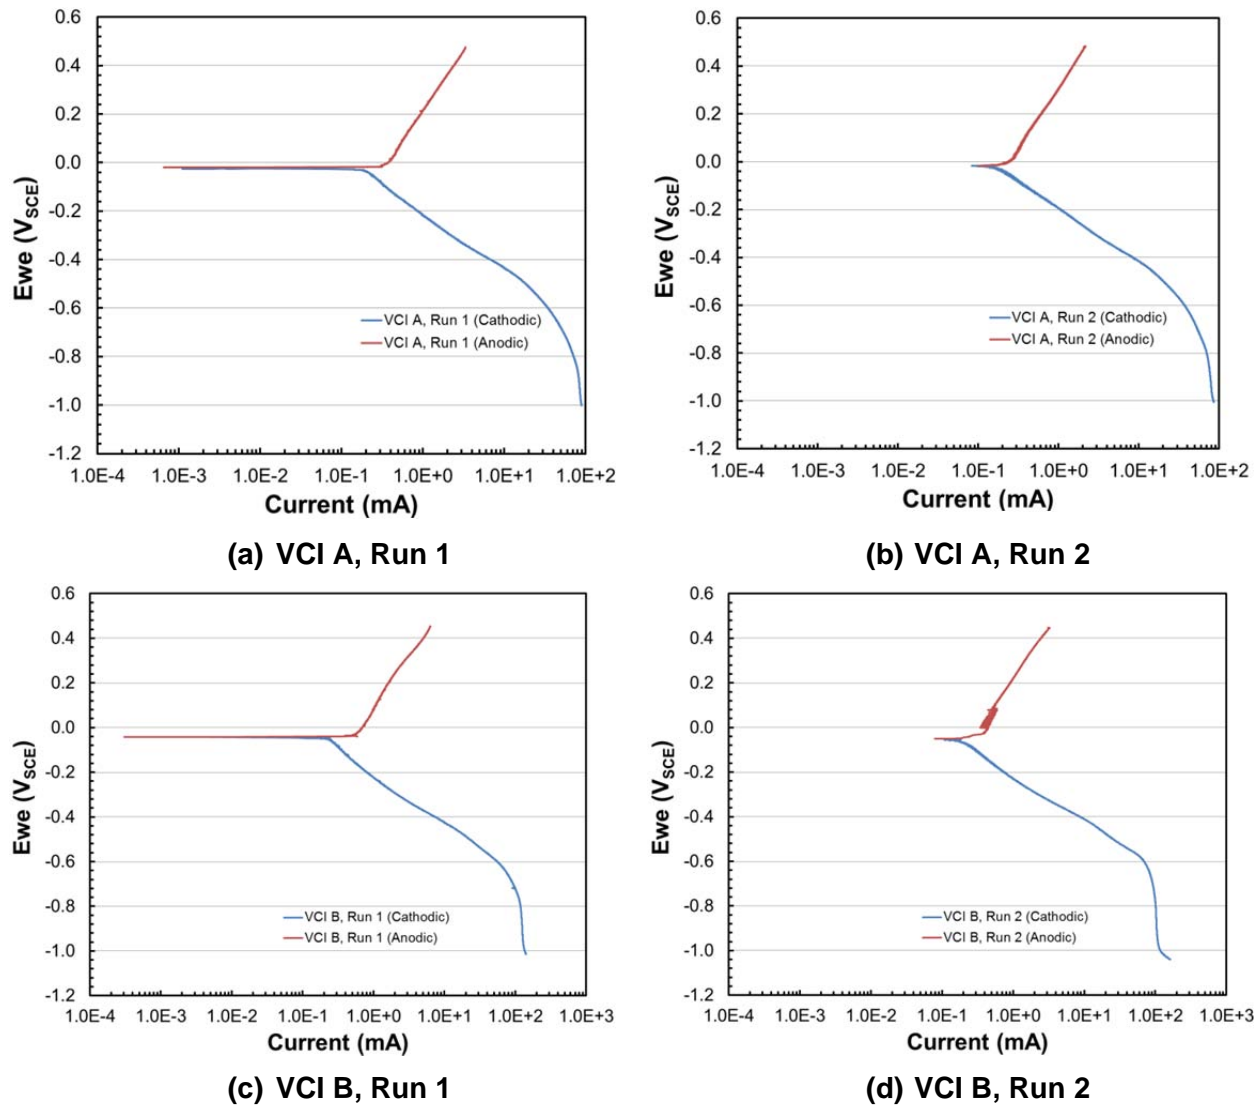 0.6
0.4
0.2
0.0
-0.2
-0.4
-0.6
-0.8
-1.0
-1.2
Ewe (VSCE)
VCI A, Run 1 (Cathodic)
VCI A, Run 1 (Anodic)
1.0E-4 1.0E-3 1.0E-2 1.0E-1 1.0E+0 1.0E+1 1.0E+2
Current (mA)
(a) VCI A, Run 1
0.6
0.4
0.2
0.0
-0.2
-0.4
-0.6
-0.8
-1.0
-1.2
Ewe (VSCE)
VCI A, Run 2 (Cathodic)
VCI A, Run 2 (Anodic)
1.0E-4 1.0E-3 1.0E-2 1.0E-1 1.0E+0 1.0E+1 1.0E+2
Current (mA)
(b) VCI A, Run 2
0.6
0.4
0.2
0.0
-0.2
-0.4
-0.6
-0.8
-1.0
-1.2
Ewe (VSCE)
VCI B, Run 1 (Cathodic)
VCI B, Run 1 (Anodic)
1.0E-4 1.0E-3 1.0E-2 1.0E-1 1.0E+0 1.0E+1 1.0E+2 1.0E+3
Current (mA)
(c) VCI B, Run 1
0.6
0.4
0.2
0.0
-0.2
-0.4
-0.6
-0.8
-1.0
-1.2
Ewe (VSCE)
VCI B, Run 2 (Cathodic)
VCI B, Run 2 (Anodic)
1.0E-4 1.0E-3 1.0E-2 1.0E-1 1.0E+0 1.0E+1 1.0E+2 1.0E+3
Current (mA)
(d) VCI B, Run 2